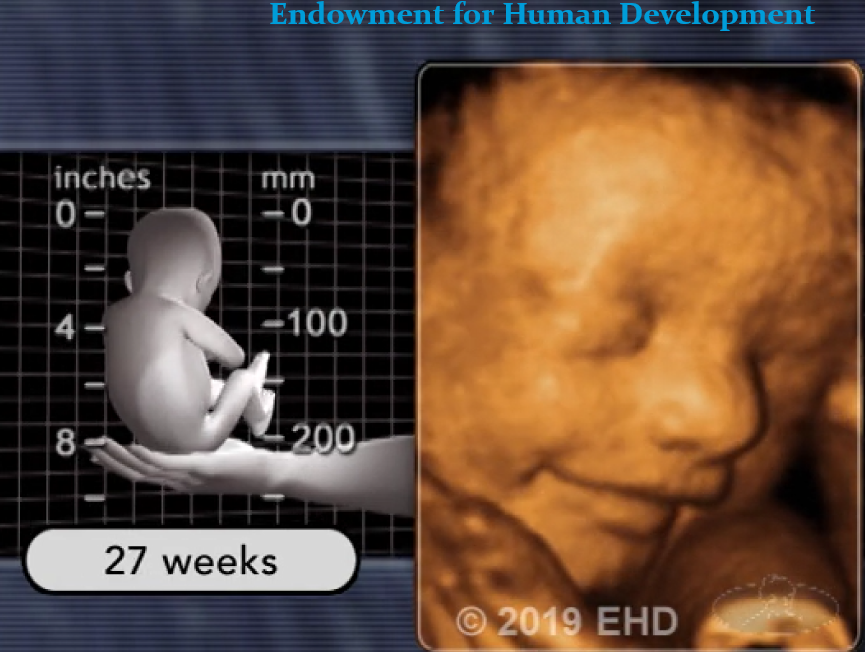 Endowment for Human Development
inches mm
0 0
4 100
8 200
27 weeks
© 2019 EHD